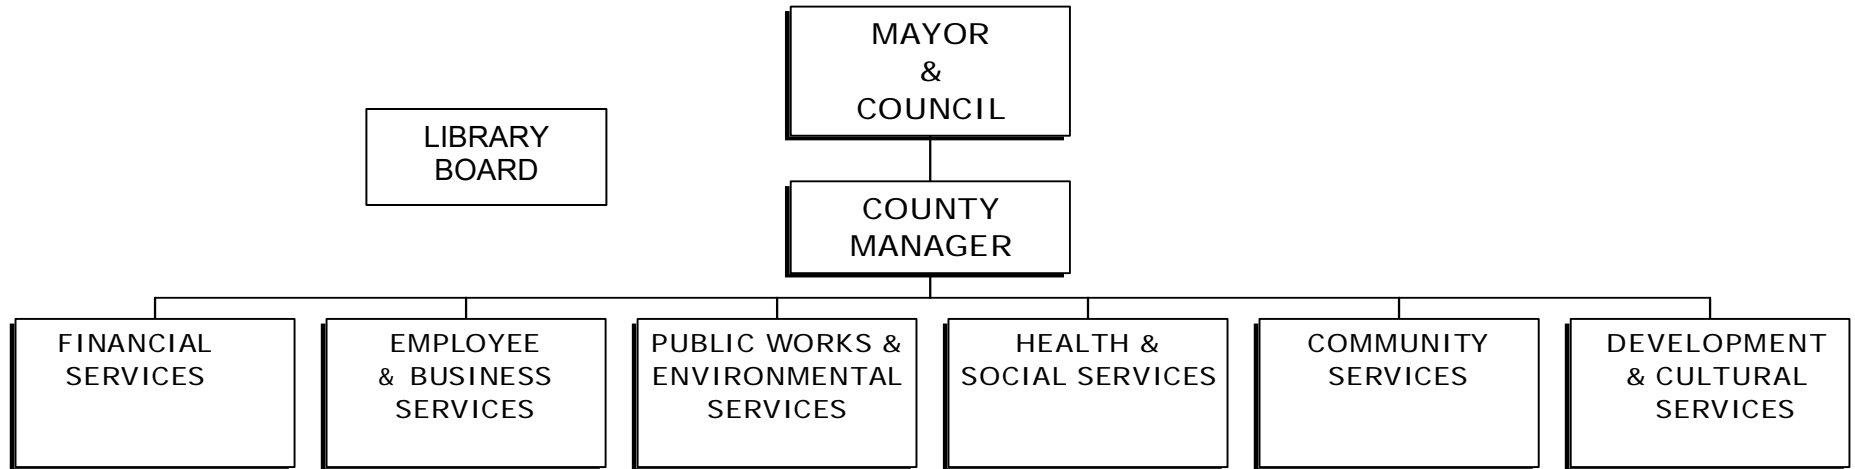 MAYOR
&
COUNCIL
LIBRARY
BOARD
COUNTY
MANAGER
FINANCIAL
SERVICES
EMPLOYEE
& BUSINESS
SERVICES
PUBLIC WORKS &
ENVIRONMENTAL
SERVICES
HEALTH &
SOCIAL SERVICES
COMMUNITY
SERVICES
DEVELOPMENT
& CULTURAL
SERVICES